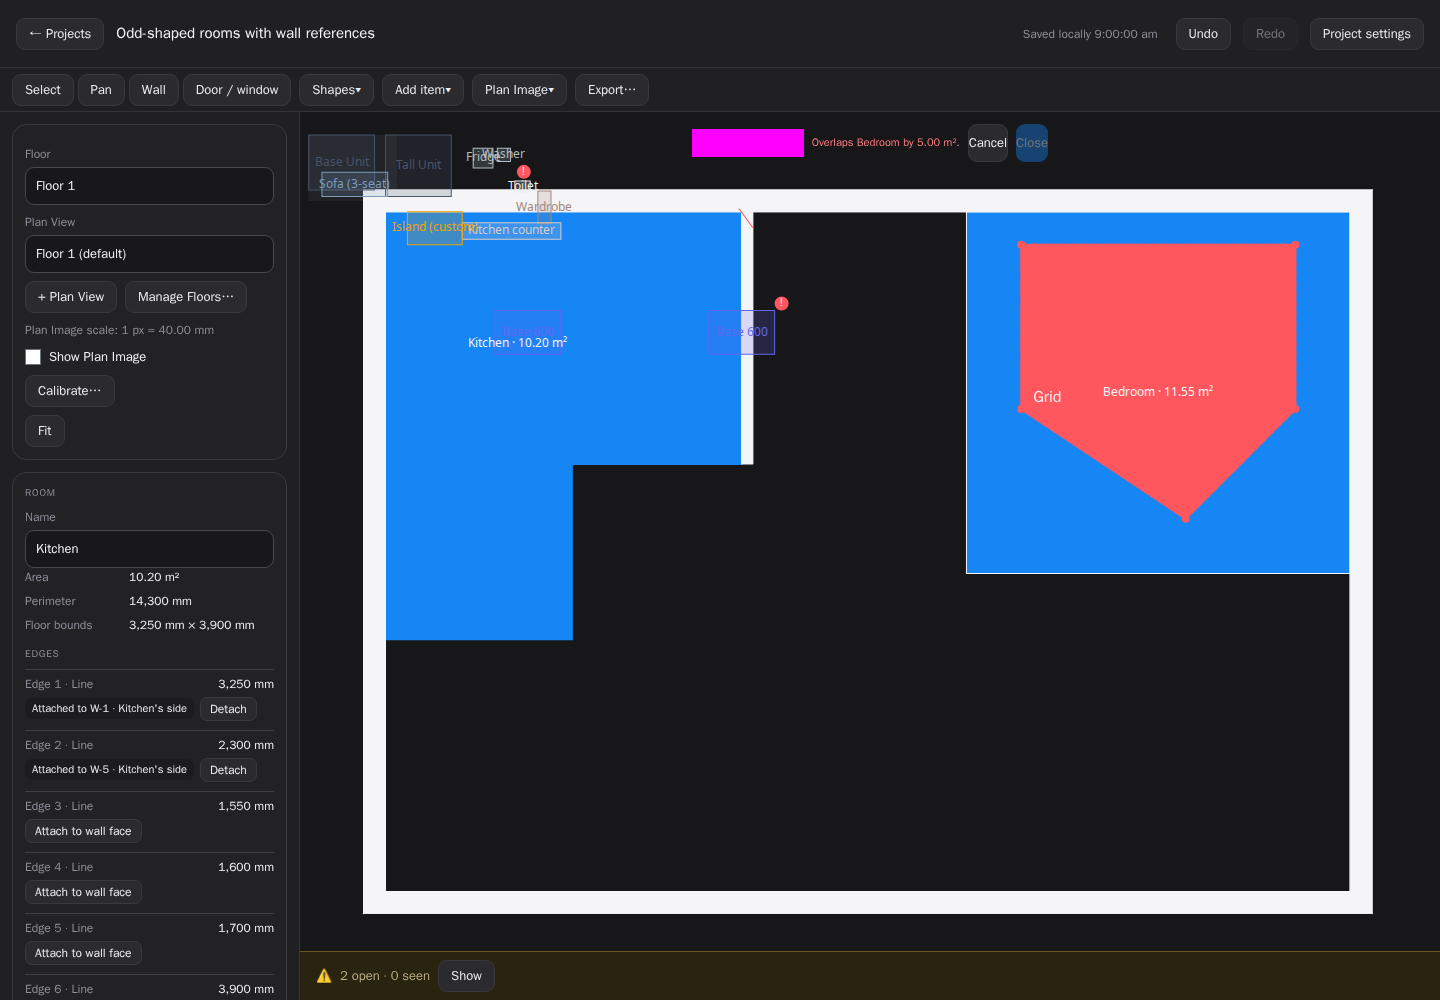 ← Projects
Odd-shaped rooms with wall references
Saved locally 9:00:00 am
Undo
Redo
Project settings
Select
Pan
Wall
Door / window
Shapes▾
Add item▾
Plan Image▾
Export⋯
Floor
Floor 1
Plan View
Floor 1 (default)
+ Plan View
Manage Floors⋯
Plan Image scale: 1 px = 40.00 mm
Show Plan Image
Calibrate⋯
Fit
ROOM
Name
Kitchen
Area 10.20 m²
Perimeter 14,300 mm
Floor bounds 3,250 mm × 3,900 mm
EDGES
Edge 1 · Line 3,250 mm
Attached to W-1 · Kitchen's side
Detach
Edge 2 · Line 2,300 mm
Attached to W-5 · Kitchen's side
Detach
Edge 3 · Line 1,550 mm
Attach to wall face
Edge 4 · Line 1,600 mm
Attach to wall face
Edge 5 · Line 1,700 mm
Attach to wall face
Edge 6 · Line 3,900 mm
Overlaps Bedroom by 5.00 m².
Cancel
Close
Base Unit
Tall Unit
Sofa (3-seat)
Fridge
Washer
!
Toilet
Wardrobe
Island (custom)
Kitchen counter
!
Base 600
Kitchen · 10.20 m²
Grid
Bedroom · 11.55 m²
⚠️ 2 open · 0 seen
Show